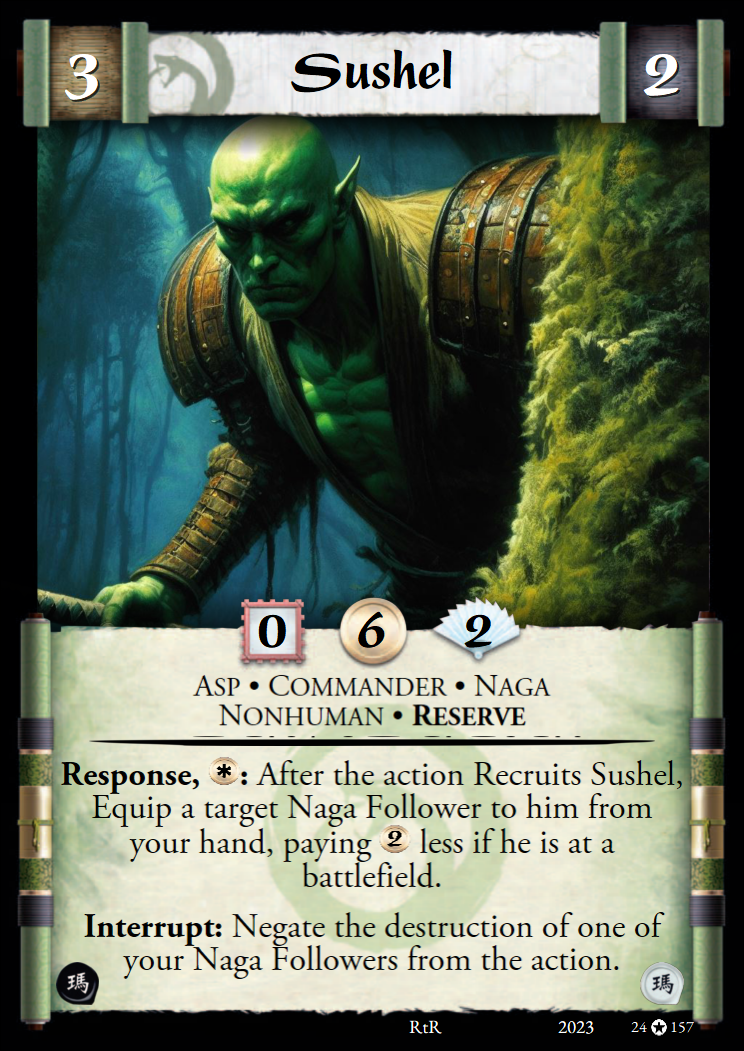 3 Sushel 2
0 6 2
ASP • COMMANDER • NAGA
NONHUMAN • RESERVE
Response, *: After the action Recruits Sushel,
Equip a target Naga Follower to him from
your hand, paying 2 less if he is at a
battlefield.
Interrupt: Negate the destruction of one of
your Naga Followers from the action.
瑪 瑪
RtR 2023 24 ✪ 157